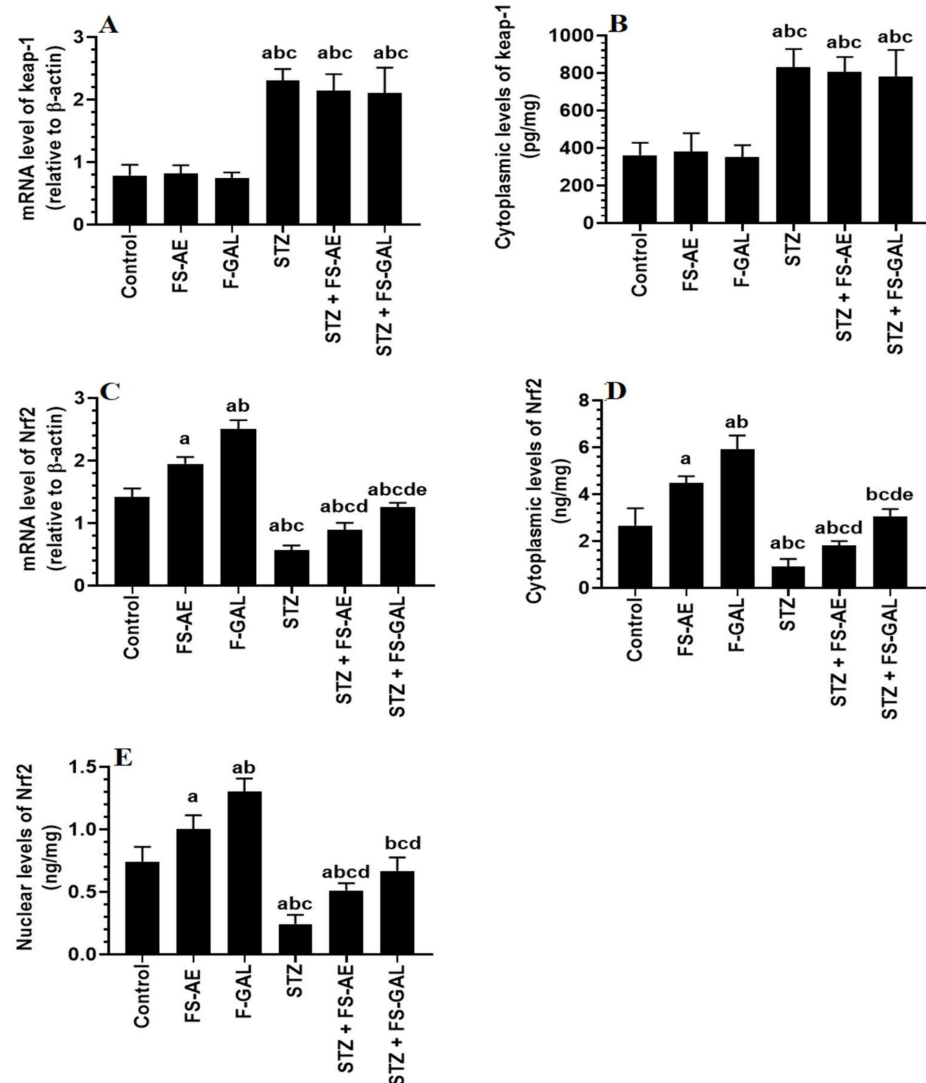 A
mRNA level of keap-1
(relative to β-actin)
3
2
1
0
abc
abc
abc
Control
FS-AE
F-GAL
STZ
STZ + FS-AE
STZ + FS-GAL
B
Cytoplasmic levels of keap-1
(pg/mg)
1000
800
600
400
200
0
abc
abc
abc
Control
FS-AE
F-GAL
STZ
STZ + FS-AE
STZ + FS-GAL
C
mRNA level of Nrf2
(relative to β-actin)
3
2
1
0
a
ab
abc
abcd
abcde
Control
FS-AE
F-GAL
STZ
STZ + FS-AE
STZ + FS-GAL
D
Cytoplasmic levels of Nrf2
(ng/mg)
8
6
4
2
0
a
ab
abc
abcd
bcde
Control
FS-AE
F-GAL
STZ
STZ + FS-AE
STZ + FS-GAL
E
Nuclear levels of Nrf2
(ng/mg)
1.5
1.0
0.5
0.0
a
ab
abc
abcd
bcd
Control
FS-AE
F-GAL
STZ
STZ + FS-AE
STZ + FS-GAL